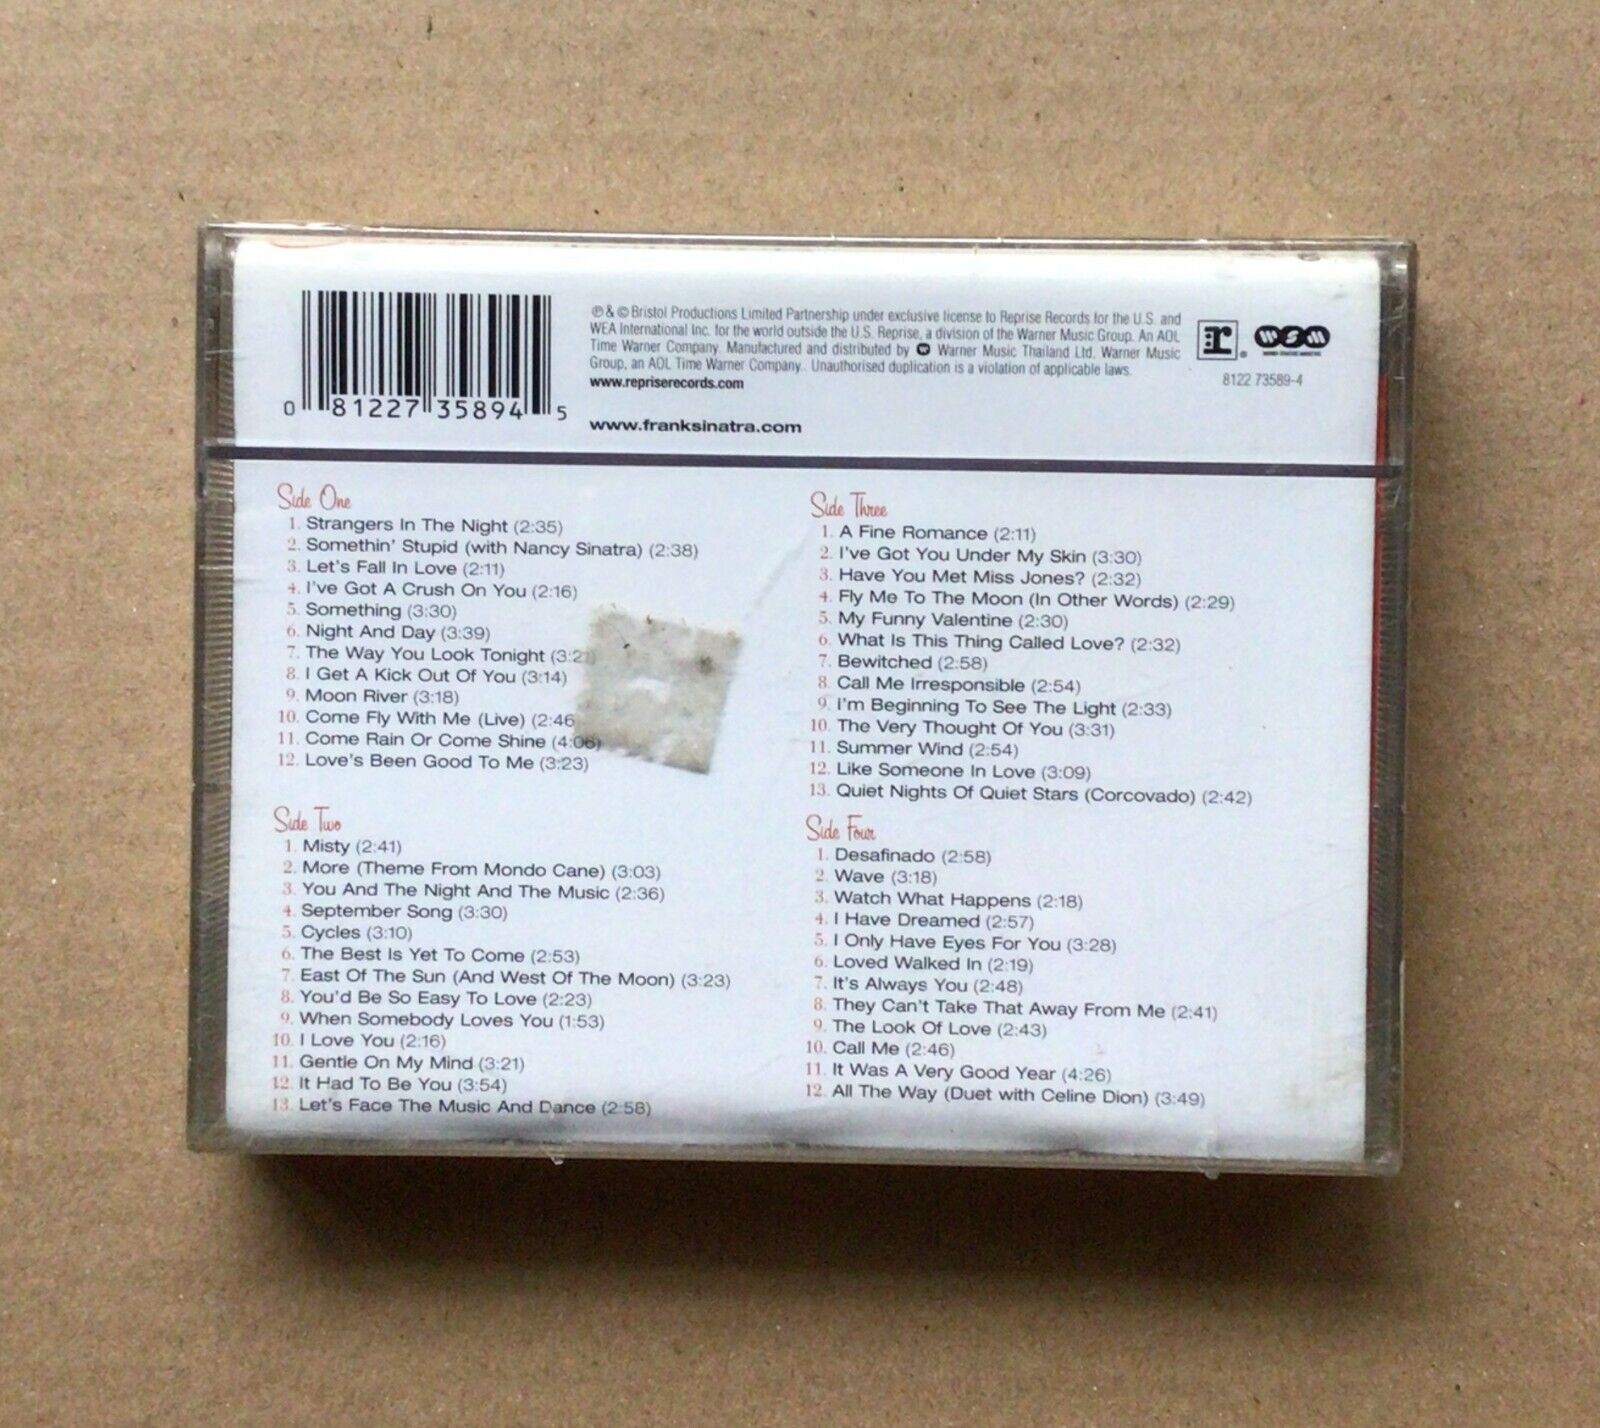 0 81227 35894 5
℗ & © Bristol Productions Limited Partnership under exclusive license to Reprise Records for the U.S. and
WEA International Inc. for the world outside the U.S. Reprise, a division of the Warner Music Group. An AOL
Time Warner Company. Manufactured and distributed by Warner Music Thailand Ltd. Warner Music
Group, an AOL Time Warner Company.. Unauthorised duplication is a violation of applicable laws.
www.repriserecords.com
www.franksinatra.com
r
wsm
8122 73589-4
Side One
1. Strangers In The Night (2:35)
2. Somethin' Stupid (with Nancy Sinatra) (2:38)
3. Let's Fall In Love (2:11)
4. I've Got A Crush On You (2:16)
5. Something (3:30)
6. Night And Day (3:39)
7. The Way You Look Tonight (3:21)
8. I Get A Kick Out Of You (3:14)
9. Moon River (3:18)
10. Come Fly With Me (Live) (2:46
11. Come Rain Or Come Shine (4:06)
12. Love's Been Good To Me (3:23)
Side Two
1. Misty (2:41)
2. More (Theme From Mondo Cane) (3:03)
3. You And The Night And The Music (2:36)
4. September Song (3:30)
5. Cycles (3:10)
6. The Best Is Yet To Come (2:53)
7. East Of The Sun (And West Of The Moon) (3:23)
8. You'd Be So Easy To Love (2:23)
9. When Somebody Loves You (1:53)
10. I Love You (2:16)
11. Gentle On My Mind (3:21)
12. It Had To Be You (3:54)
13. Let's Face The Music And Dance (2:58)
Side Three
1. A Fine Romance (2:11)
2. I've Got You Under My Skin (3:30)
3. Have You Met Miss Jones? (2:32)
4. Fly Me To The Moon (In Other Words) (2:29)
5. My Funny Valentine (2:30)
6. What Is This Thing Called Love? (2:32)
7. Bewitched (2:58)
8. Call Me Irresponsible (2:54)
9. I'm Beginning To See The Light (2:33)
10. The Very Thought Of You (3:31)
11. Summer Wind (2:54)
12. Like Someone In Love (3:09)
13. Quiet Nights Of Quiet Stars (Corcovado) (2:42)
Side Four
1. Desafinado (2:58)
2. Wave (3:18)
3. Watch What Happens (2:18)
4. I Have Dreamed (2:57)
5. I Only Have Eyes For You (3:28)
6. Loved Walked In (2:19)
7. It's Always You (2:48)
8. They Can't Take That Away From Me (2:41)
9. The Look Of Love (2:43)
10. Call Me (2:46)
11. It Was A Very Good Year (4:26)
12. All The Way (Duet with Celine Dion) (3:49)